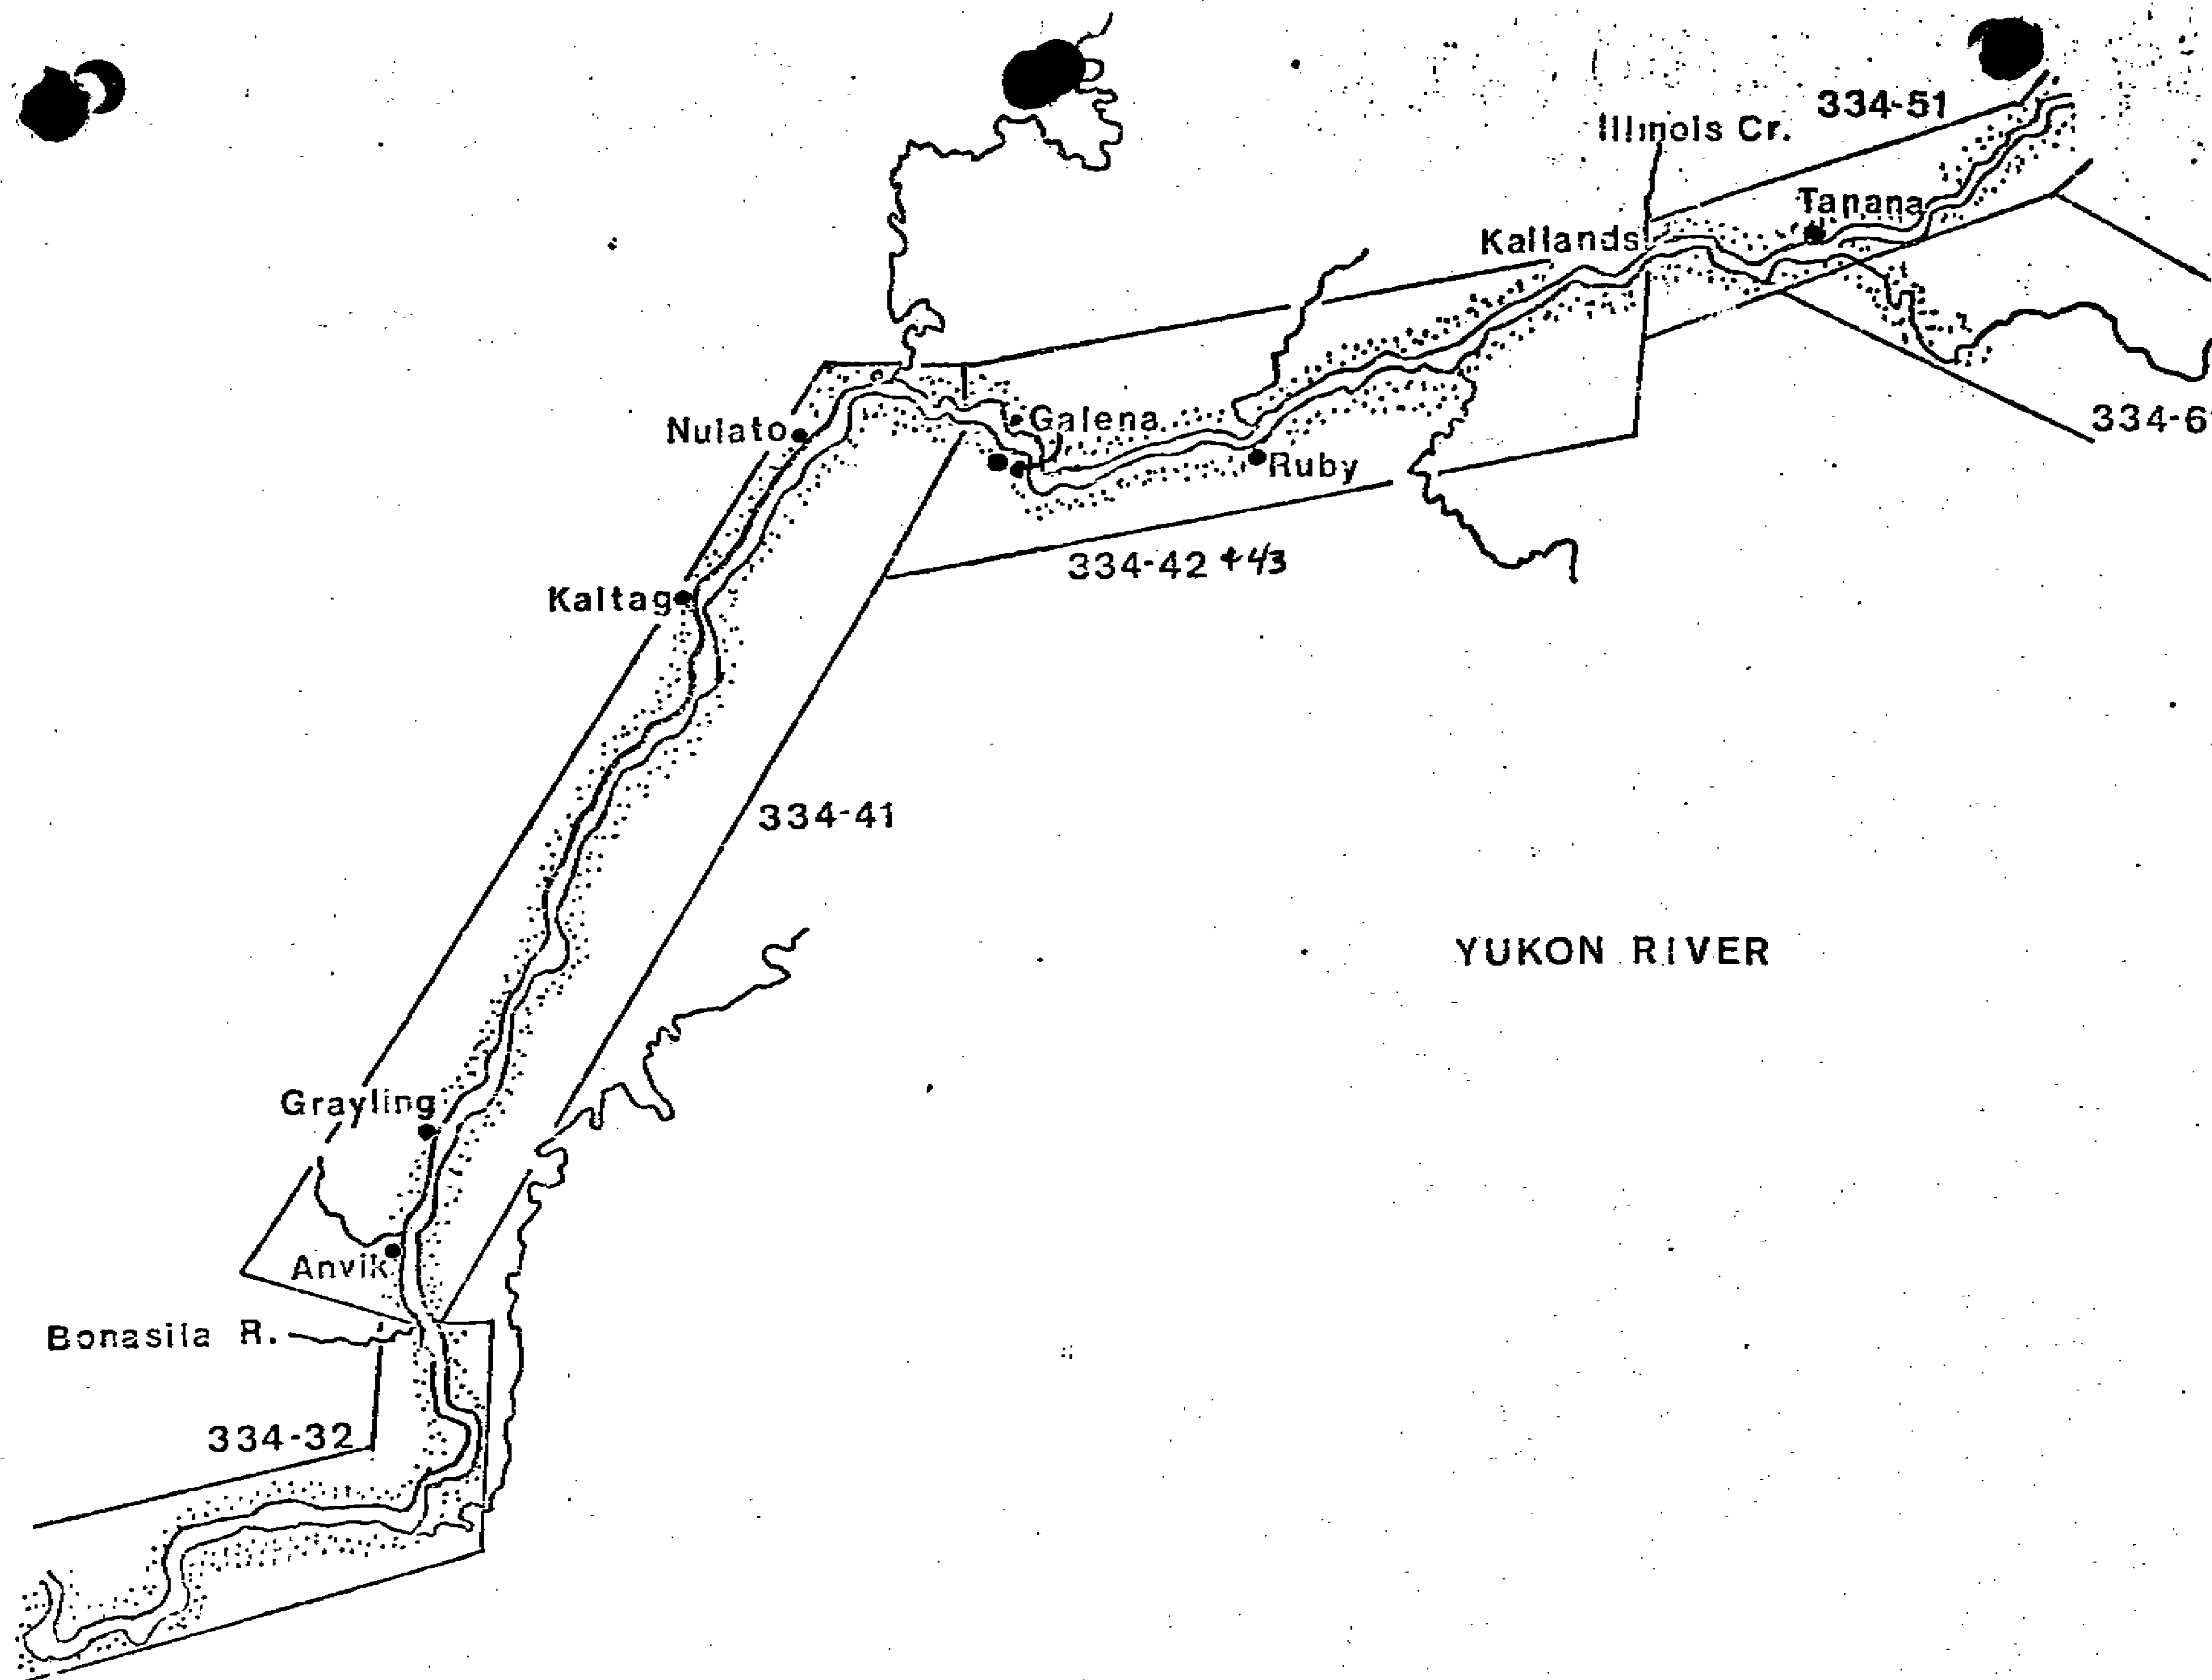 334-51
Illinois Cr.
Tanana
Kallands
Galena
Nulato
Ruby
334-6
334-42 +43
Kaltag
334-41
YUKON RIVER
Grayling
Anvik
Bonasila R.
334-32